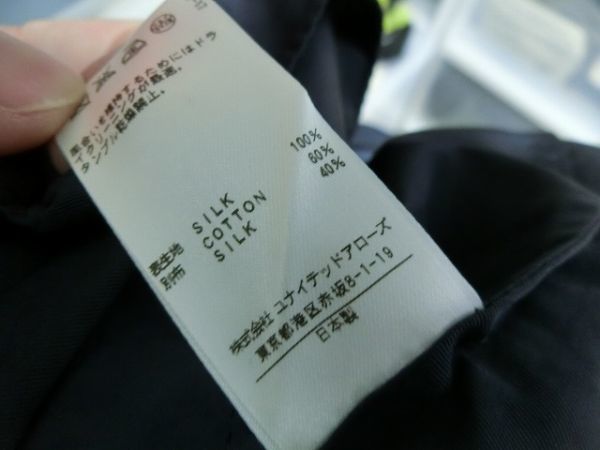 風合いを維持するためにはドラ
イクリーニングが最適。
タンブル乾燥禁止。
表生地 SILK 100%
別布 COTTON 60%
SILK 40%
株式会社 ユナイテッドアローズ
東京都港区赤坂8-1-19
日本製